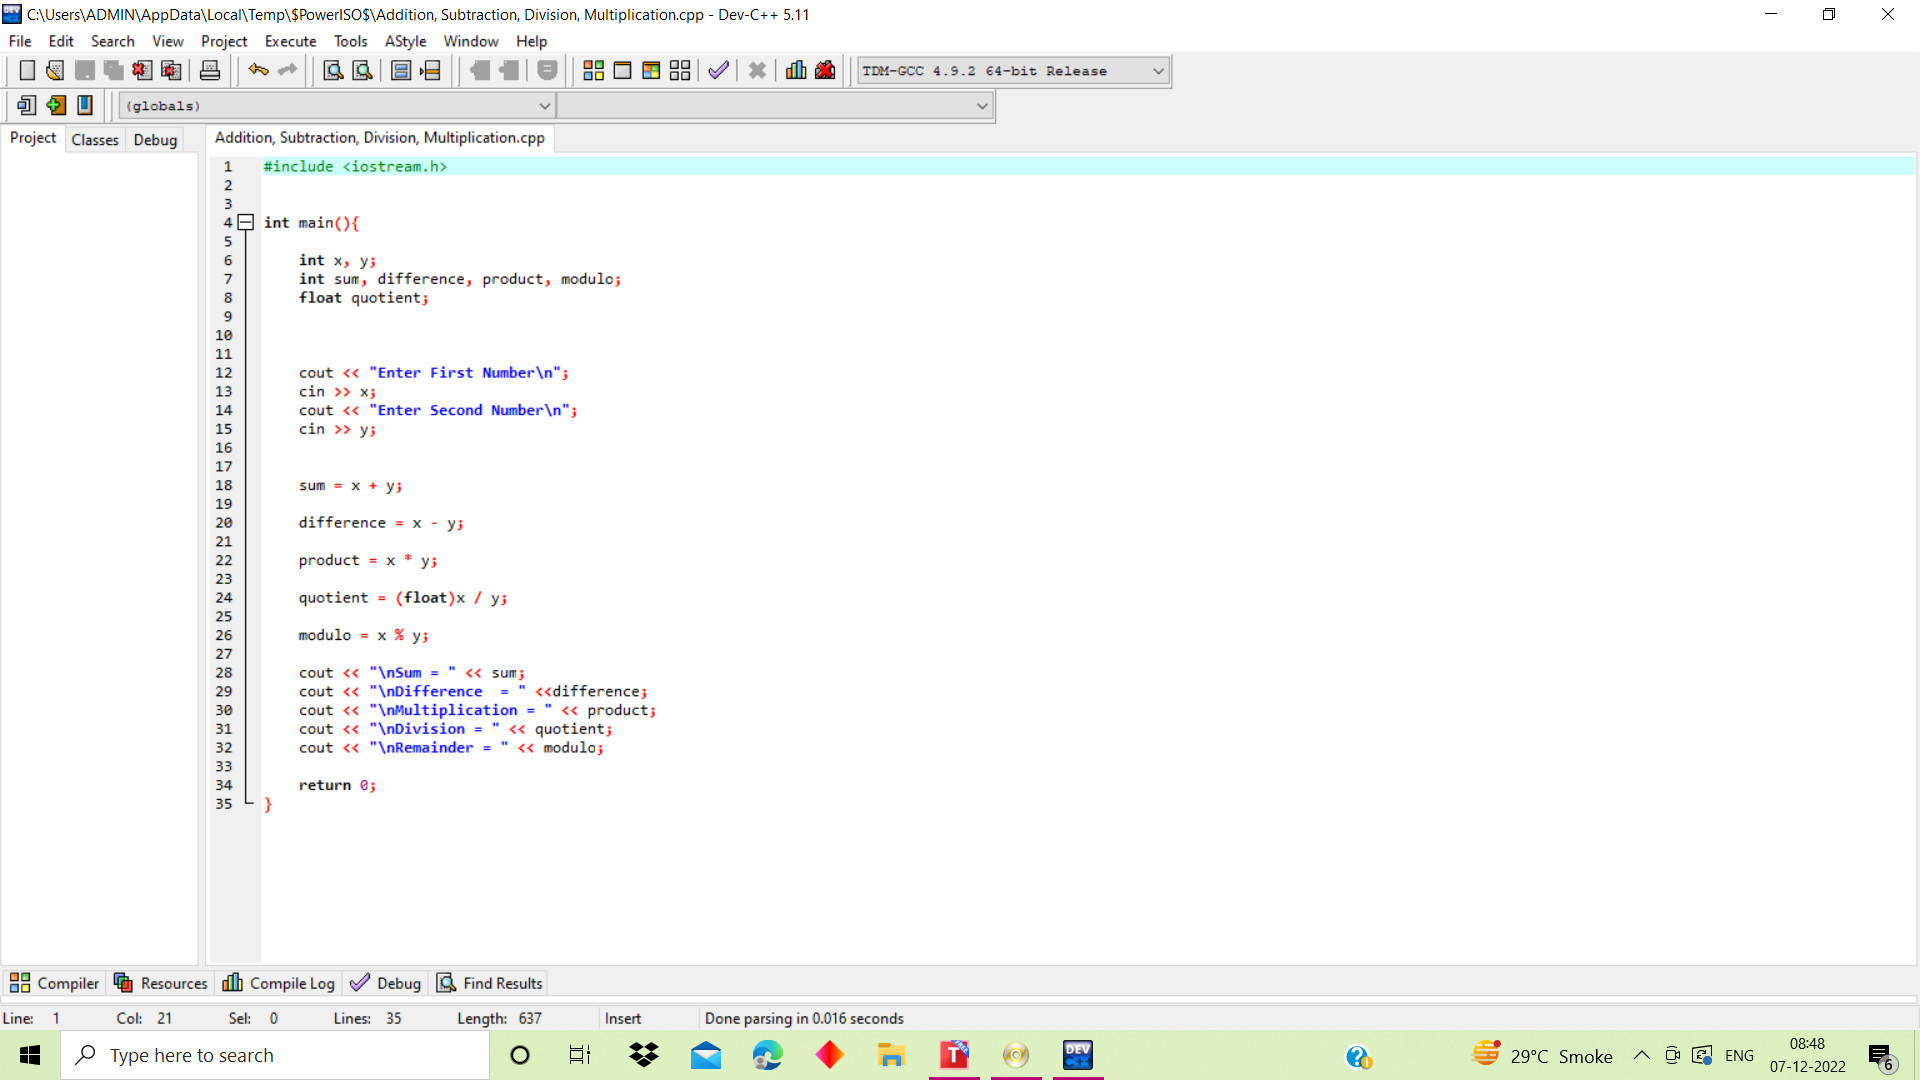 C:\Users\ADMIN\AppData\Local\Temp\$PowerISO$\Addition, Subtraction, Division, Multiplication.cpp - Dev-C++ 5.11
File Edit Search View Project Execute Tools AStyle Window Help
TDM-GCC 4.9.2 64-bit Release
(globals)
Project Classes Debug Addition, Subtraction, Division, Multiplication.cpp
1 #include <iostream.h>
2
3
4 int main(){
5
6 int x, y;
7 int sum, difference, product, modulo;
8 float quotient;
9
10
11
12 cout << "Enter First Number\n";
13 cin >> x;
14 cout << "Enter Second Number\n";
15 cin >> y;
16
17
18 sum = x + y;
19
20 difference = x - y;
21
22 product = x * y;
23
24 quotient = (float)x / y;
25
26 modulo = x % y;
27
28 cout << "\nSum = " << sum;
29 cout << "\nDifference  = " <<difference;
30 cout << "\nMultiplication = " << product;
31 cout << "\nDivision = " << quotient;
32 cout << "\nRemainder = " << modulo;
33
34 return 0;
35 }
Compiler Resources Compile Log Debug Find Results
Line: 1 Col: 21 Sel: 0 Lines: 35 Length: 637 Insert Done parsing in 0.016 seconds
Type here to search
DEV
T
29°C Smoke
ENG
08:48
07-12-2022
6